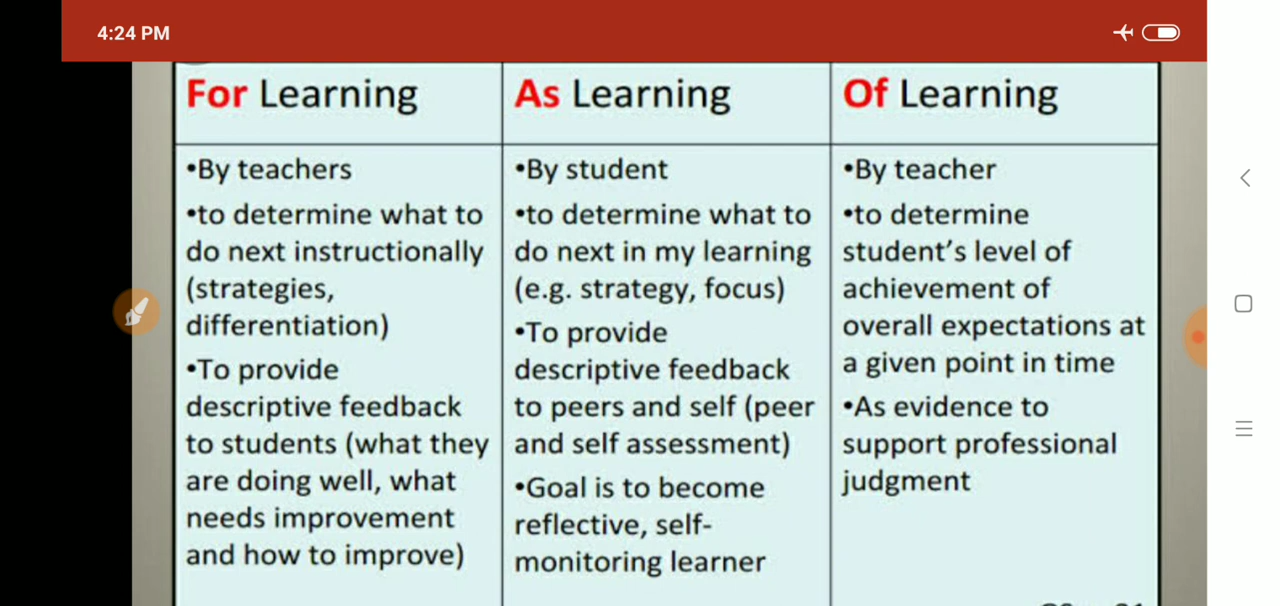 4:24 PM
For Learning
•By teachers
•to determine what to
do next instructionally
(strategies,
differentiation)
•To provide
descriptive feedback
to students (what they
are doing well, what
needs improvement
and how to improve)
As Learning
•By student
•to determine what to
do next in my learning
(e.g. strategy, focus)
•To provide
descriptive feedback
to peers and self (peer
and self assessment)
•Goal is to become
reflective, self-
monitoring learner
Of Learning
•By teacher
•to determine
student’s level of
achievement of
overall expectations at
a given point in time
•As evidence to
support professional
judgment